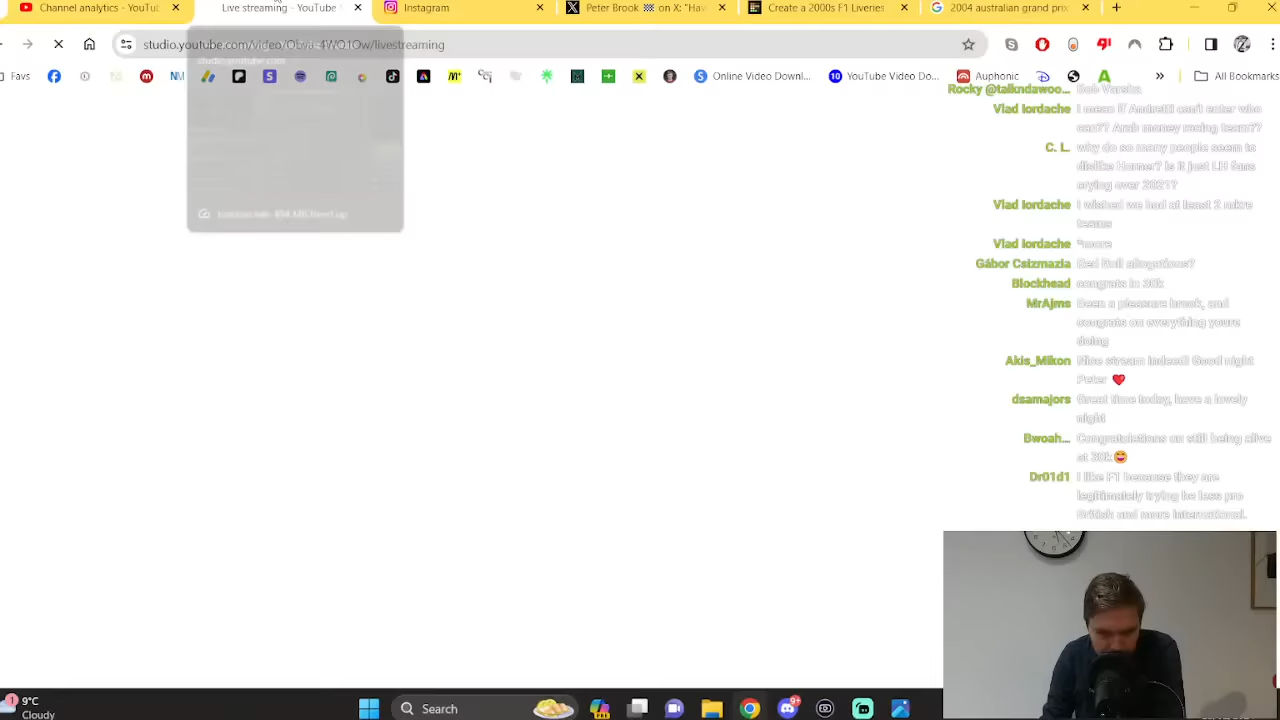 Channel analytics - YouTu
Live streaming - YouTube
Instagram
Peter Brook 🏁 on X: "Hav
Create a 2000s F1 Liveries
2004 australian grand prix
studio.youtube.com/video/
/livestreaming
studio.youtube.com
Favs
NM
Online Video Down...
YouTube Video Do...
Auphonic
All Bookmarks
Rocky @talkndawoo...
Vlad Iordache I mean if Andretti can't enter who
can?? Arab money racing team??
C. L. why do so many people seem to
dislike Horner? Is it just LH fans
crying over 2021?
Vlad Iordache I wished we had at least 2 mkre
teams
Vlad Iordache *more
Gábor Csizmazia Red Bull allegations?
Blockhead congrats in 30k
MrAjms Been a pleasure brook, and
congrats on everything youre
doing
Akis_Mikon Nice stream indeed! Good night
Peter ❤️
dsamajors Great time today, have a lovely
night
Bwoah... Congratulations on still being alive
at 30k😄
Dr01d1 I like F1 because they are
legitimately trying be less pro
British and more international.
9°C
Cloudy
Search